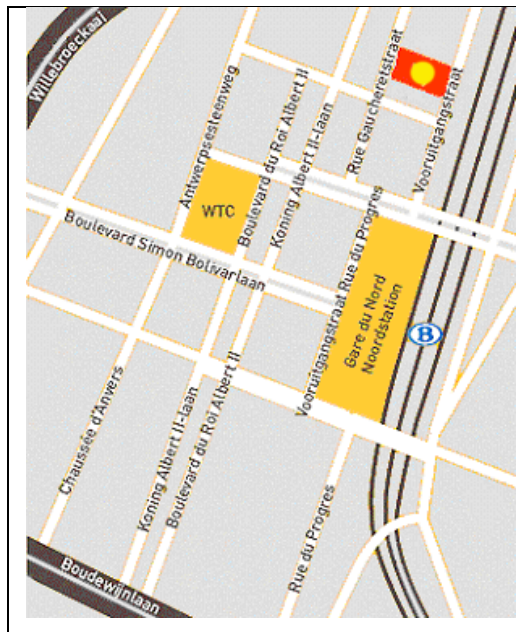 Willebroeckaal
Antwerpsesteenweg
Boulevard du Roi Albert II
Koning Albert II-laan
Rue Gaucheretstraat
Vooruitgangstraat
WTC
Boulevard Simon Bolivarlaan
Vooruitgangstraat Rue du Progres
Gare du Nord
Noordstation
B
Chaussée d'Anvers
Koning Albert II-laan
Boulevard du Roi Albert II
Rue du Progres
Boudewijnlaan